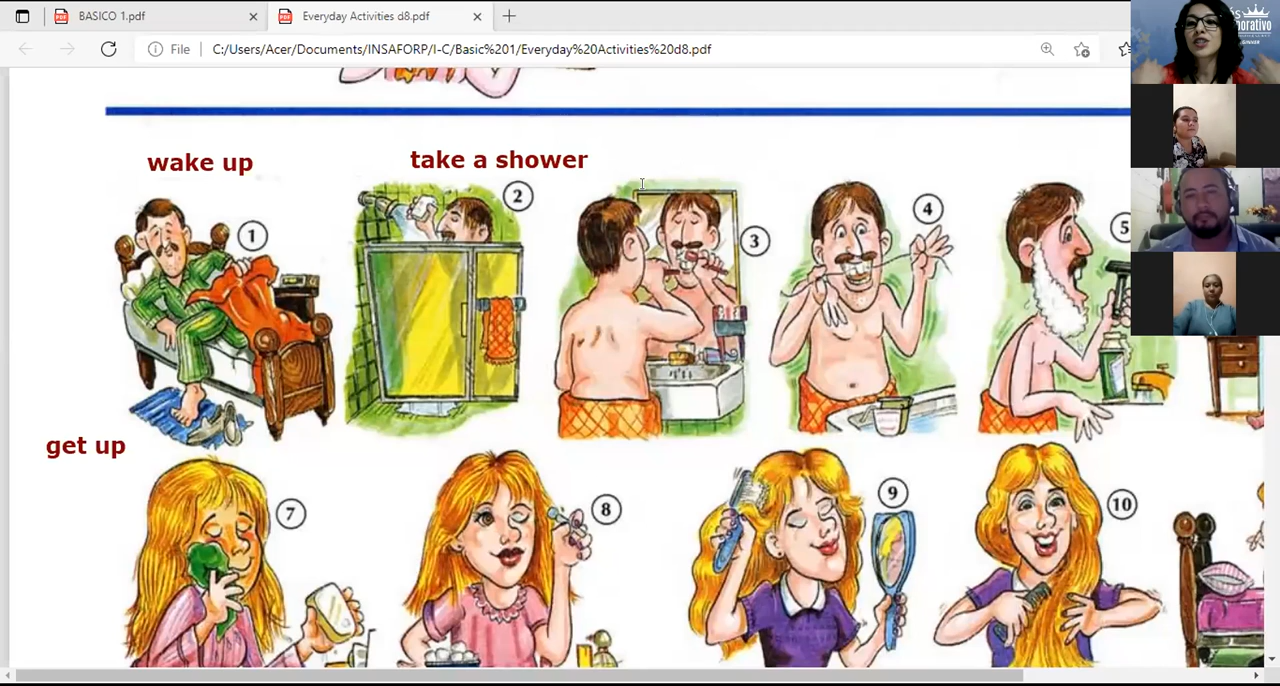 BASICO 1.pdf
Everyday Activities d8.pdf
File
C:/Users/Acer/Documents/INSAFORP/I-C/Basic%201/Everyday%20Activities%20d8.pdf
wake up
take a shower
1
2
3
4
5
get up
7
8
9
10